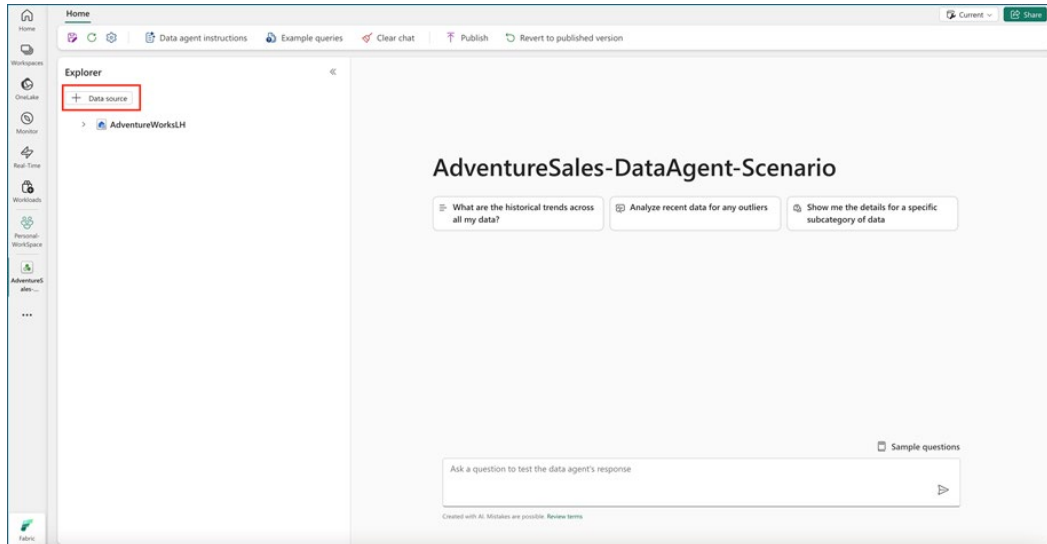 Home
Current
Share
Data agent instructions
Example queries
Clear chat
Publish
Revert to published version
Home
Workspaces
OneLake
Monitor
Real-Time
Workloads
Personal-
WorkSpace
AdventureS
ales-...
Fabric
Explorer
+ Data source
AdventureWorksLH
AdventureSales-DataAgent-Scenario
What are the historical trends across
all my data?
Analyze recent data for any outliers
Show me the details for a specific
subcategory of data
Sample questions
Ask a question to test the data agent's response
Created with AI. Mistakes are possible. Review terms